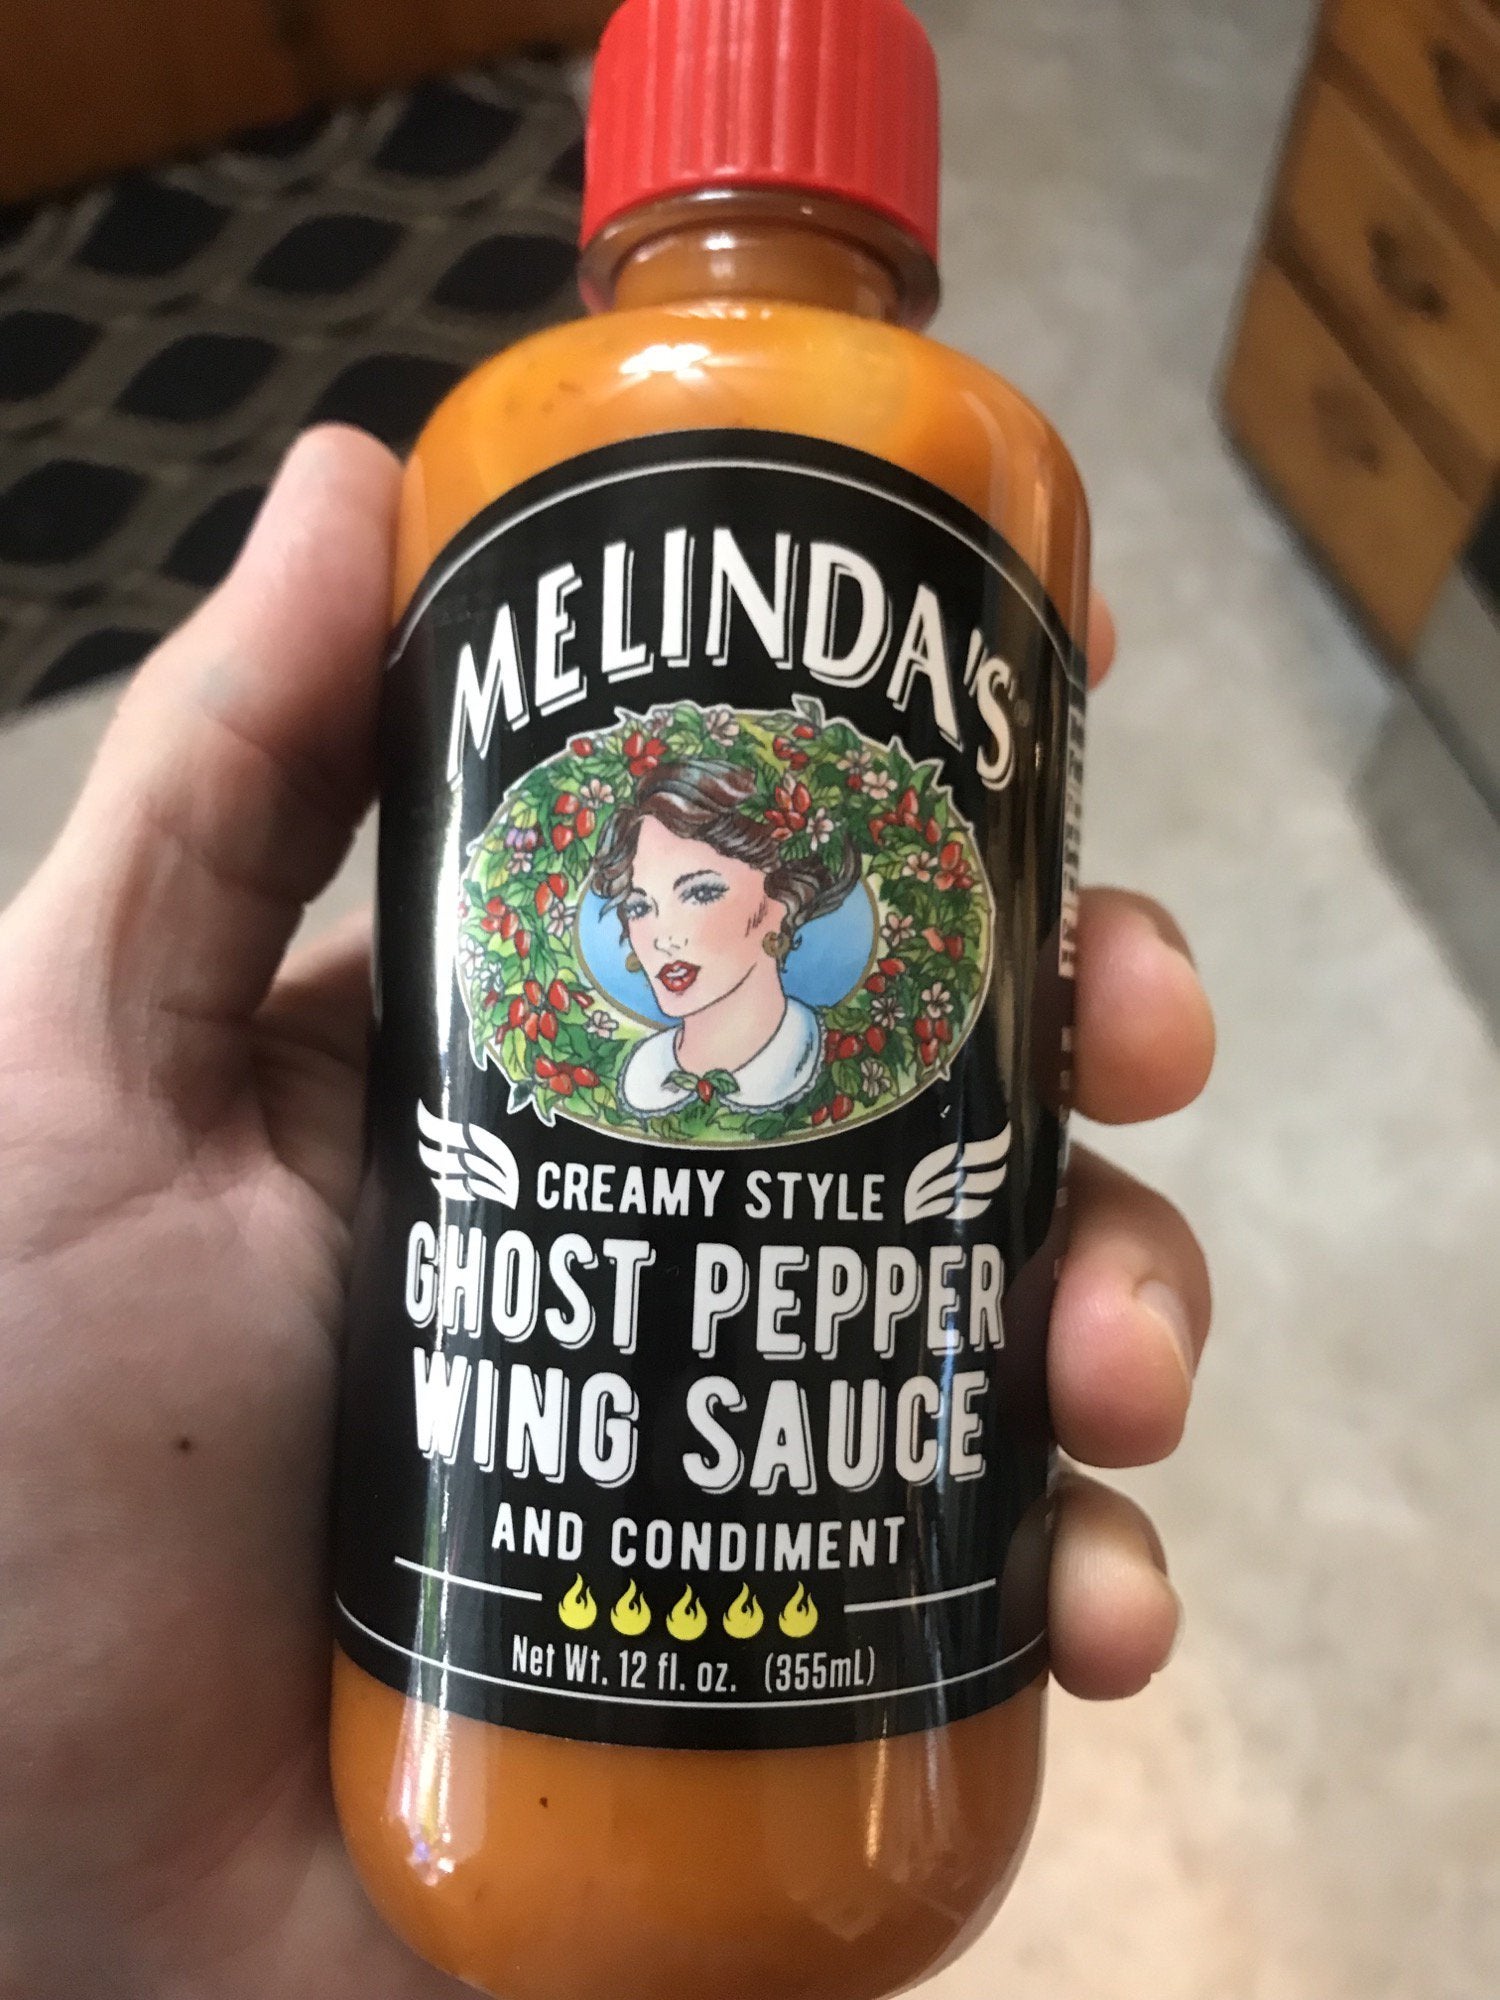 MELINDA'S
CREAMY STYLE
GHOST PEPPER
WING SAUCE
AND CONDIMENT
Net Wt. 12 fl. oz. (355mL)